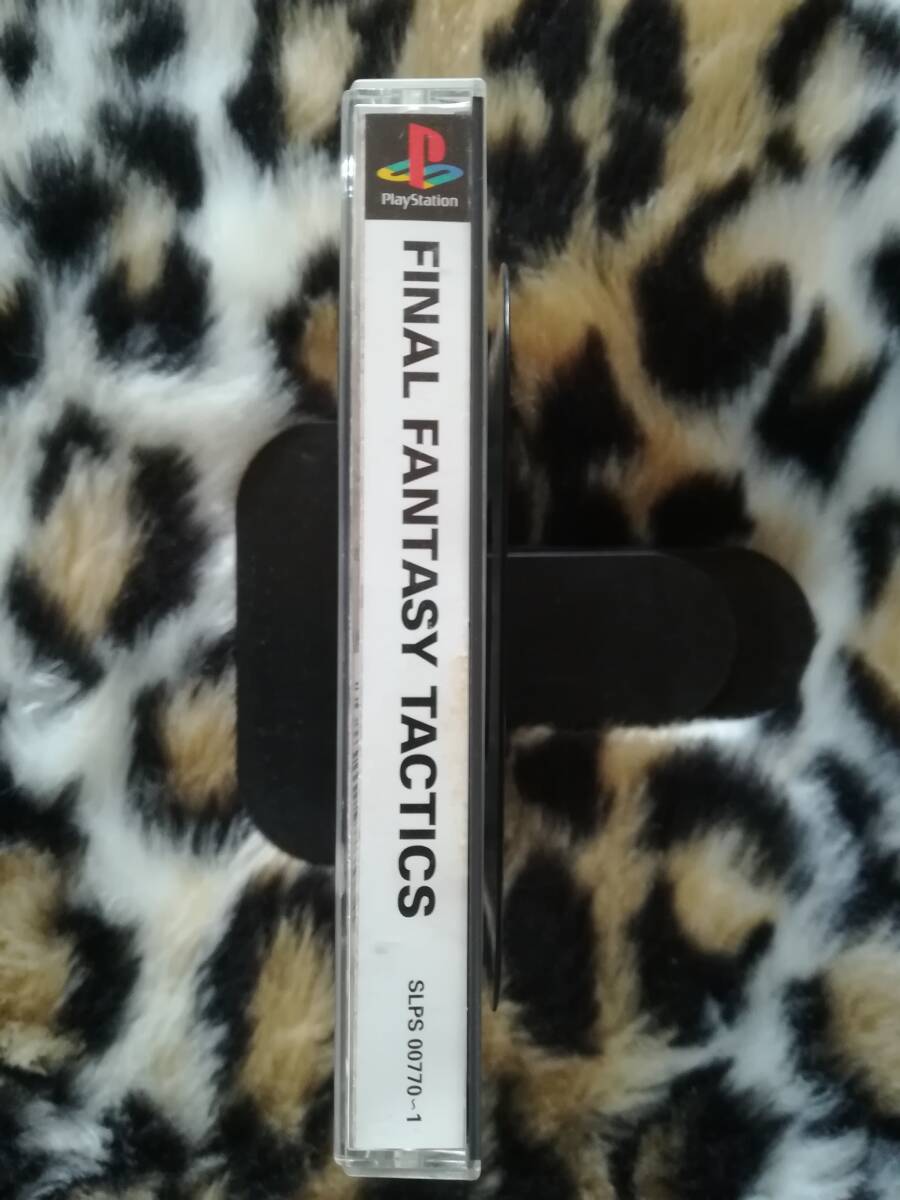 PlayStation
FINAL FANTASY TACTICS
SLPS 00770~1